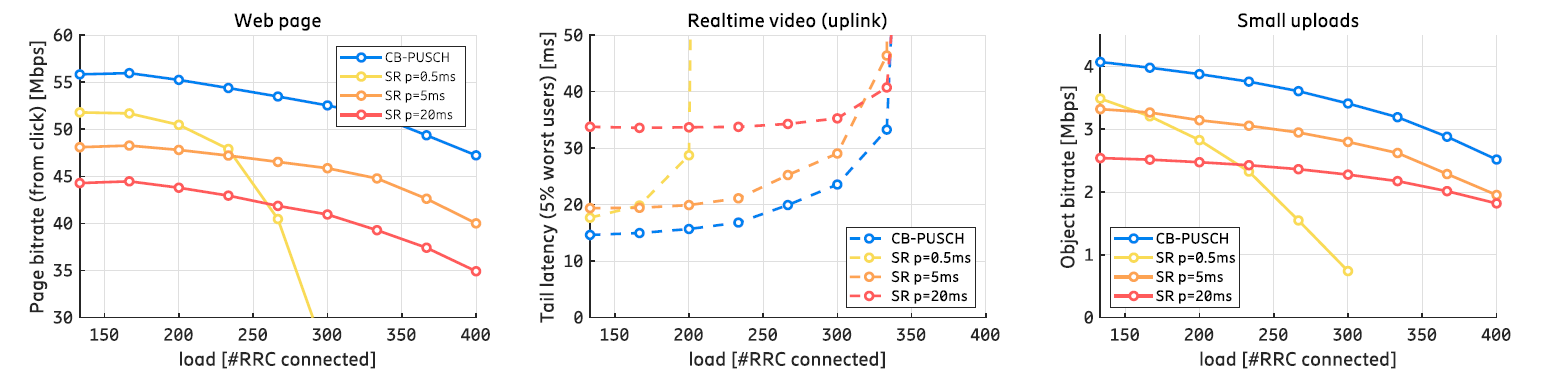 Web page
Page bitrate (from click) [Mbps]
60
55
50
45
40
35
30
CB-PUSCH
SR p=0.5ms
SR p=5ms
SR p=20ms
150
200
250
300
350
400
load [#RRC connected]
Realtime video (uplink)
Tail latency (5% worst users) [ms]
50
40
30
20
10
0
CB-PUSCH
SR p=0.5ms
SR p=5ms
SR p=20ms
150
200
250
300
350
400
load [#RRC connected]
Small uploads
Object bitrate [Mbps]
4
3
2
1
0
CB-PUSCH
SR p=0.5ms
SR p=5ms
SR p=20ms
150
200
250
300
350
400
load [#RRC connected]